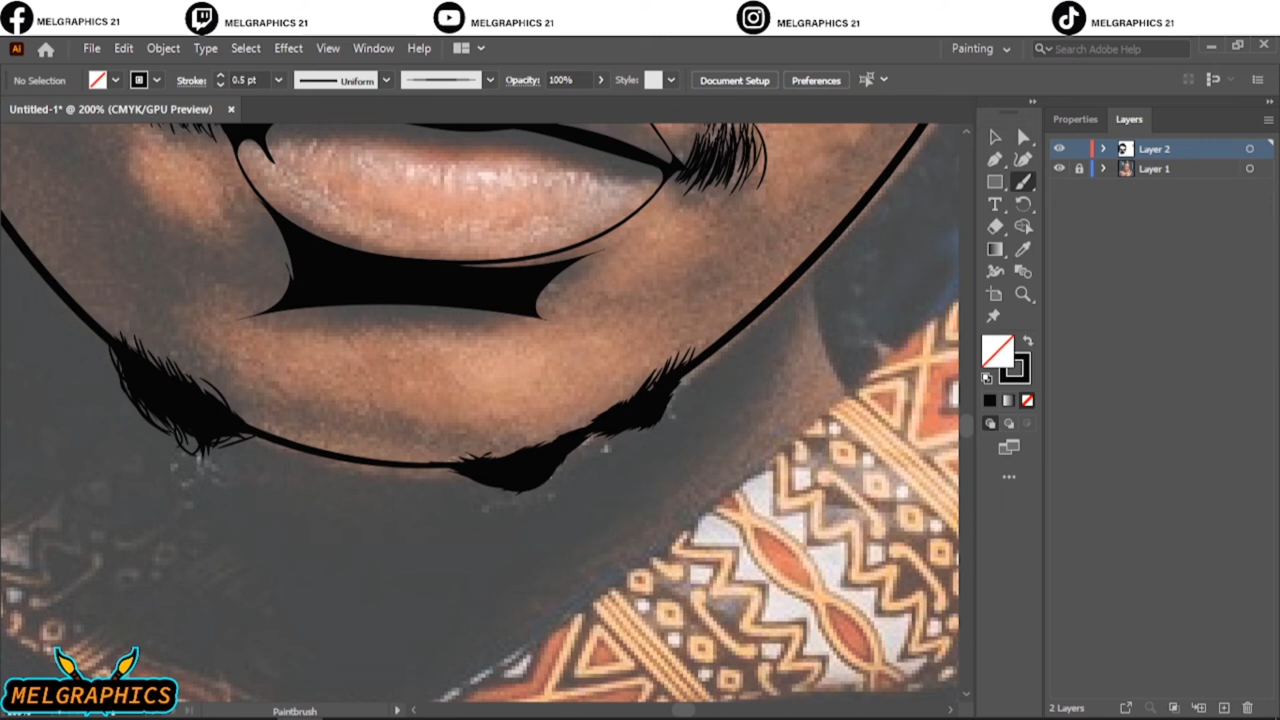 MELGRAPHICS 21 MELGRAPHICS 21 MELGRAPHICS 21 MELGRAPHICS 21 MELGRAPHICS 21
Ai File Edit Object Type Select Effect View Window Help Painting Search Adobe Help
No Selection Stroke: 0.5 pt Uniform Opacity: 100% Style: Document Setup Preferences
Untitled-1* @ 200% (CMYK/GPU Preview) ×
Properties Layers
Layer 2
Layer 1
MELGRAPHICS
Paintbrush
2 Layers